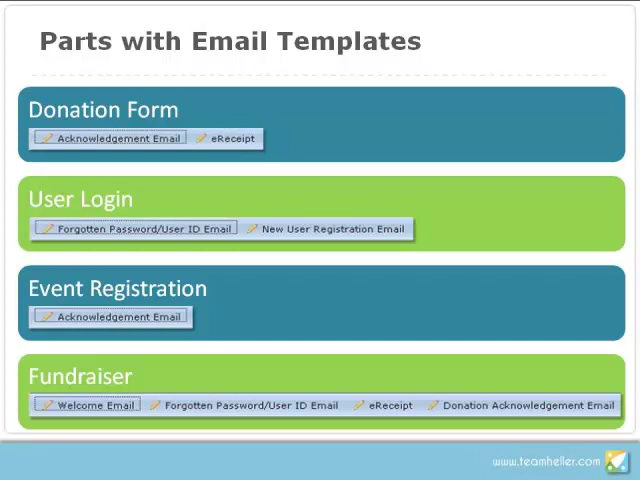 Parts with Email Templates
Donation Form
Acknowledgement Email eReceipt
User Login
Forgotten Password/User ID Email New User Registration Email
Event Registration
Acknowledgement Email
Fundraiser
Welcome Email Forgotten Password/User ID Email eReceipt Donation Acknowledgement Email
www.teamheller.com